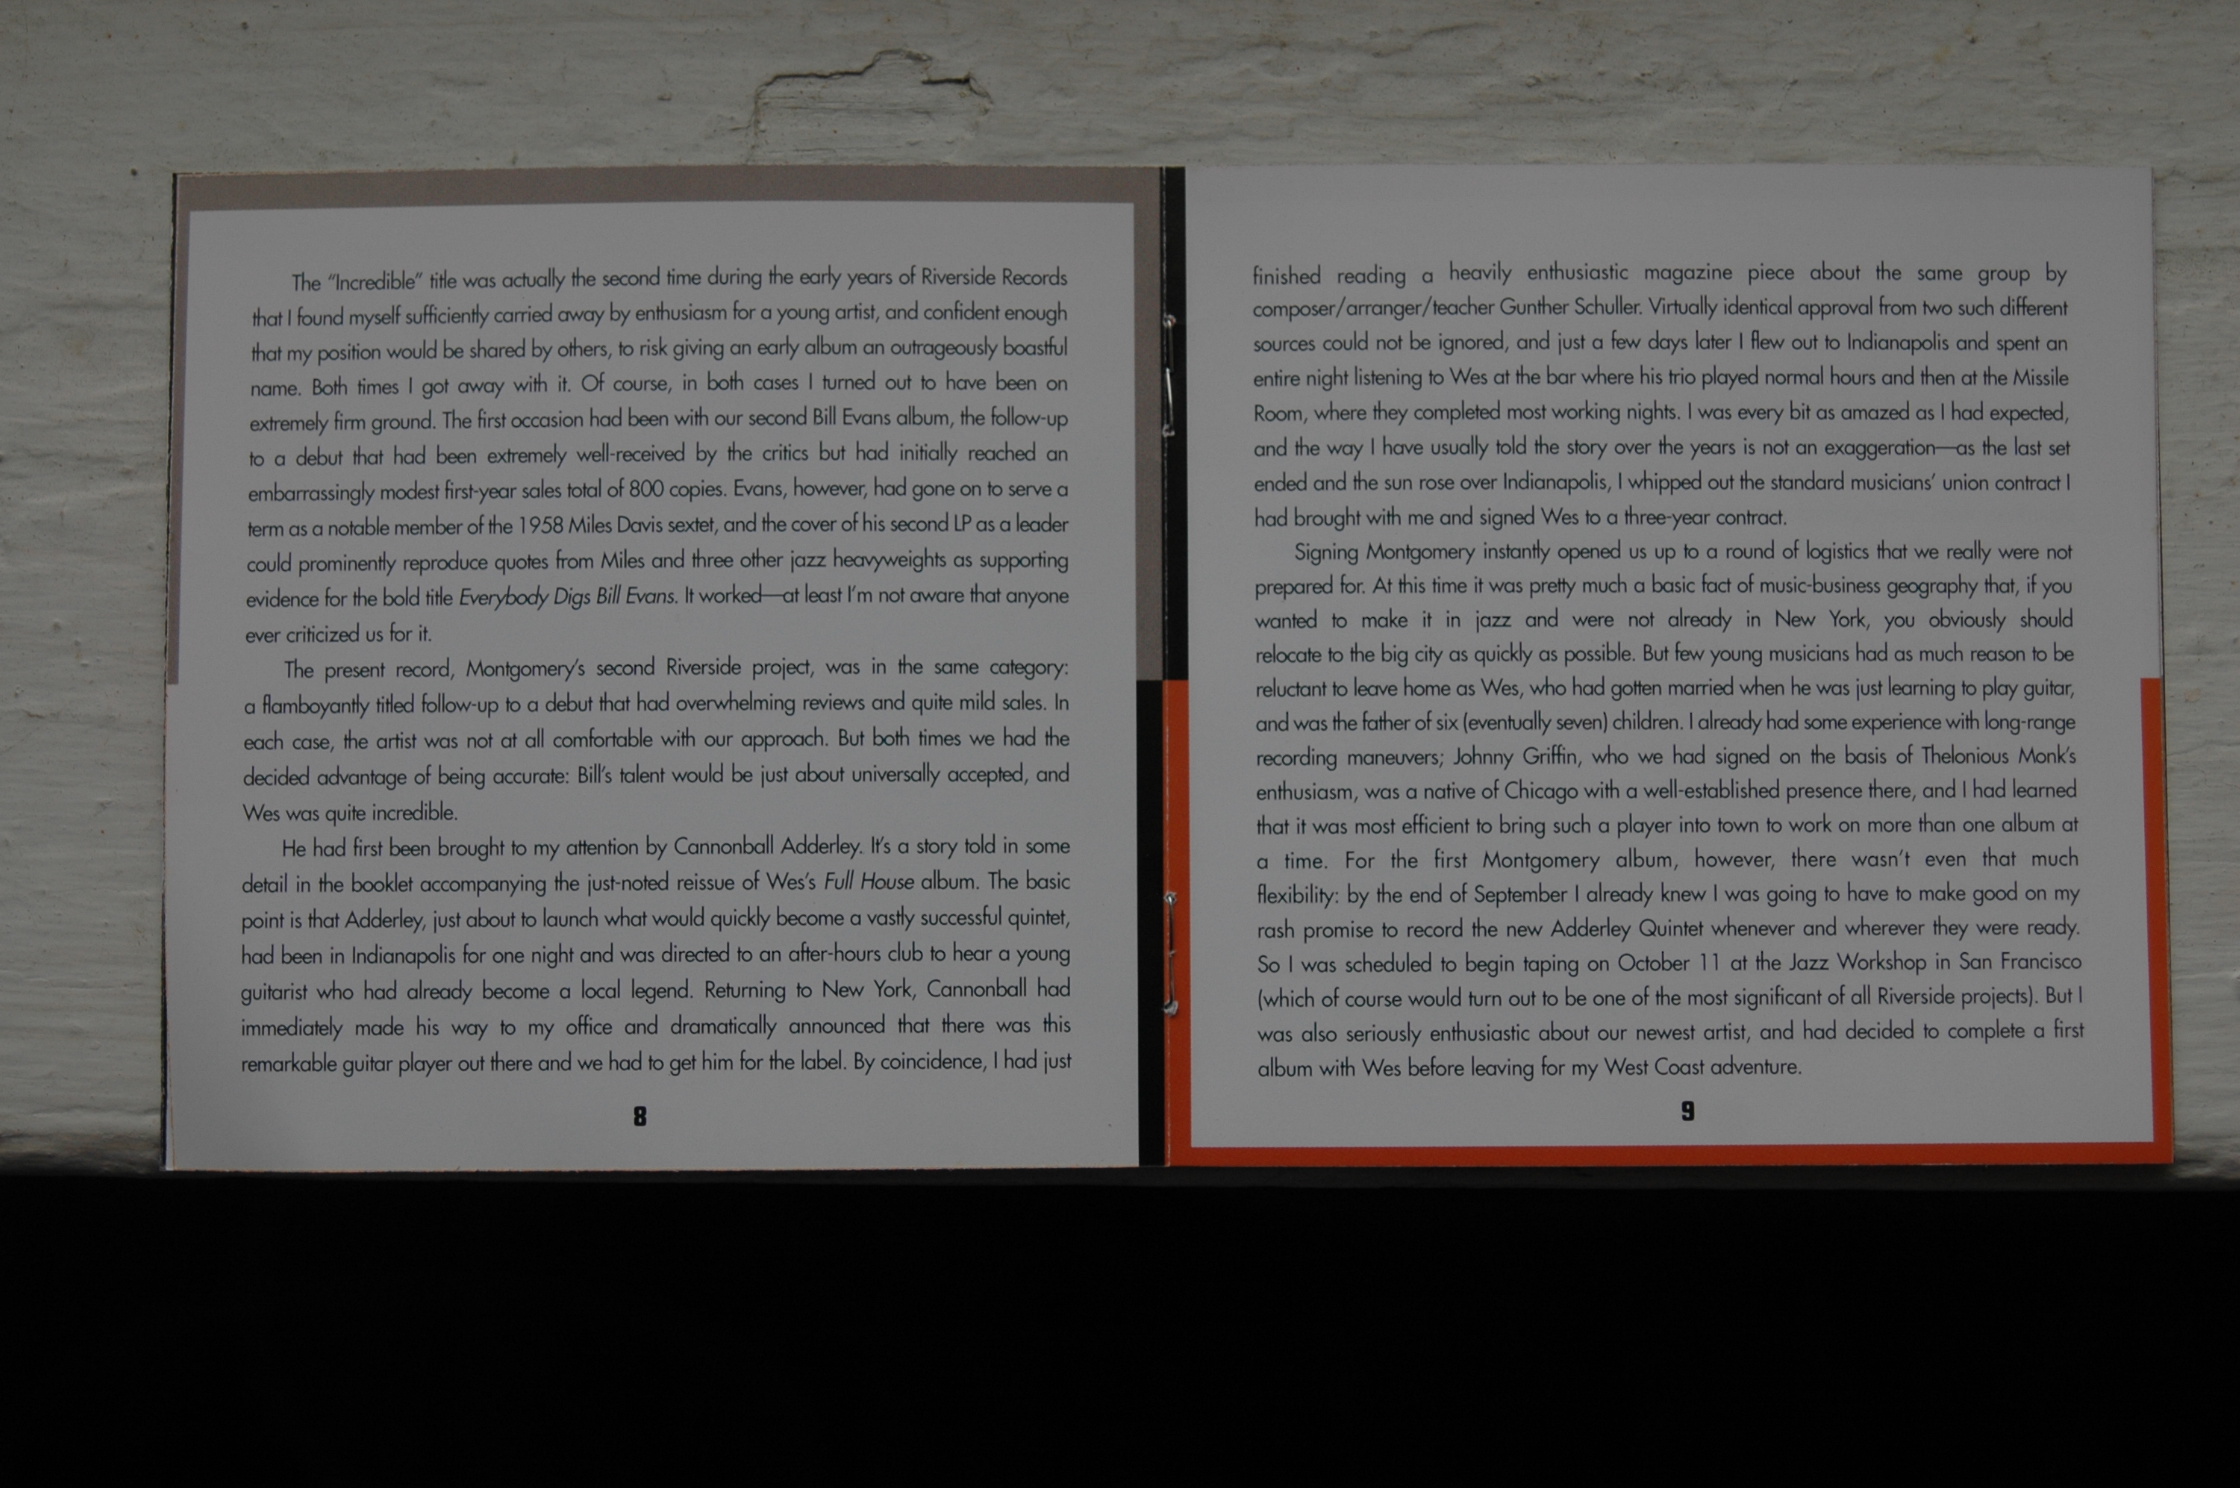 The “Incredible” title was actually the second time during the early years of Riverside Records
that I found myself sufficiently carried away by enthusiasm for a young artist, and confident enough
that my position would be shared by others, to risk giving an early album an outrageously boastful
name. Both times I got away with it. Of course, in both cases I turned out to have been on
extremely firm ground. The first occasion had been with our second Bill Evans album, the follow-up
to a debut that had been extremely well-received by the critics but had initially reached an
embarrassingly modest first-year sales total of 800 copies. Evans, however, had gone on to serve a
term as a notable member of the 1958 Miles Davis sextet, and the cover of his second LP as a leader
could prominently reproduce quotes from Miles and three other jazz heavyweights as supporting
evidence for the bold title Everybody Digs Bill Evans. It worked—at least I'm not aware that anyone
ever criticized us for it.
The present record, Montgomery's second Riverside project, was in the same category:
a flamboyantly titled follow-up to a debut that had overwhelming reviews and quite mild sales. In
each case, the artist was not at all comfortable with our approach. But both times we had the
decided advantage of being accurate: Bill's talent would be just about universally accepted, and
Wes was quite incredible.
He had first been brought to my attention by Cannonball Adderley. It's a story told in some
detail in the booklet accompanying the just-noted reissue of Wes's Full House album. The basic
point is that Adderley, just about to launch what would quickly become a vastly successful quintet,
had been in Indianapolis for one night and was directed to an after-hours club to hear a young
guitarist who had already become a local legend. Returning to New York, Cannonball had
immediately made his way to my office and dramatically announced that there was this
remarkable guitar player out there and we had to get him for the label. By coincidence, I had just
8
finished reading a heavily enthusiastic magazine piece about the same group by
composer/arranger/teacher Gunther Schuller. Virtually identical approval from two such different
sources could not be ignored, and just a few days later I flew out to Indianapolis and spent an
entire night listening to Wes at the bar where his trio played normal hours and then at the Missile
Room, where they completed most working nights. I was every bit as amazed as I had expected,
and the way I have usually told the story over the years is not an exaggeration—as the last set
ended and the sun rose over Indianapolis, I whipped out the standard musicians' union contract I
had brought with me and signed Wes to a three-year contract.
Signing Montgomery instantly opened us up to a round of logistics that we really were not
prepared for. At this time it was pretty much a basic fact of music-business geography that, if you
wanted to make it in jazz and were not already in New York, you obviously should
relocate to the big city as quickly as possible. But few young musicians had as much reason to be
reluctant to leave home as Wes, who had gotten married when he was just learning to play guitar,
and was the father of six (eventually seven) children. I already had some experience with long-range
recording maneuvers; Johnny Griffin, who we had signed on the basis of Thelonious Monk's
enthusiasm, was a native of Chicago with a well-established presence there, and I had learned
that it was most efficient to bring such a player into town to work on more than one album at
a time. For the first Montgomery album, however, there wasn't even that much
flexibility: by the end of September I already knew I was going to have to make good on my
rash promise to record the new Adderley Quintet whenever and wherever they were ready.
So I was scheduled to begin taping on October 11 at the Jazz Workshop in San Francisco
(which of course would turn out to be one of the most significant of all Riverside projects). But I
was also seriously enthusiastic about our newest artist, and had decided to complete a first
album with Wes before leaving for my West Coast adventure.
9